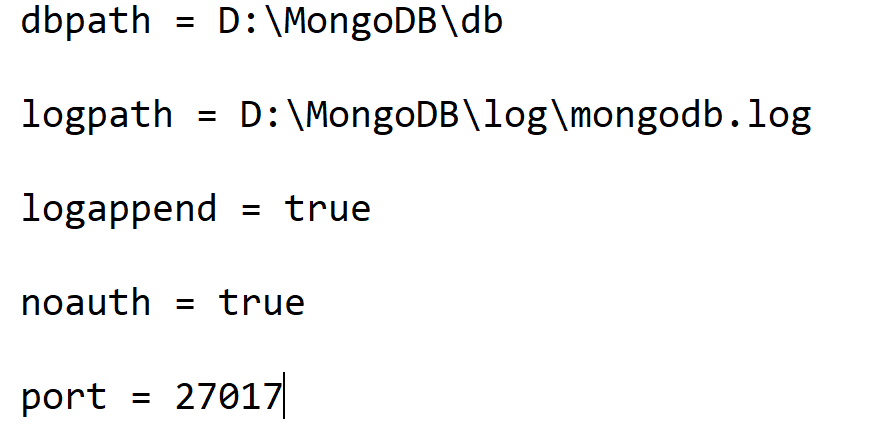 dbpath = D:\MongoDB\db
logpath = D:\MongoDB\log\mongodb.log
logappend = true
noauth = true
port = 27017